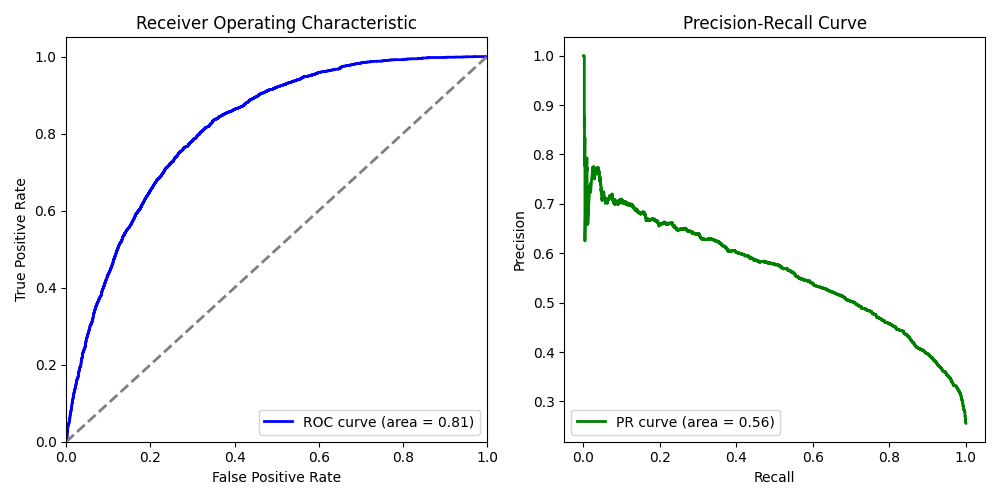 Receiver Operating Characteristic
True Positive Rate
1.0
0.8
0.6
0.4
0.2
0.0
0.0 0.2 0.4 0.6 0.8 1.0
False Positive Rate
ROC curve (area = 0.81)
Precision-Recall Curve
Precision
1.0
0.9
0.8
0.7
0.6
0.5
0.4
0.3
0.0 0.2 0.4 0.6 0.8 1.0
Recall
PR curve (area = 0.56)